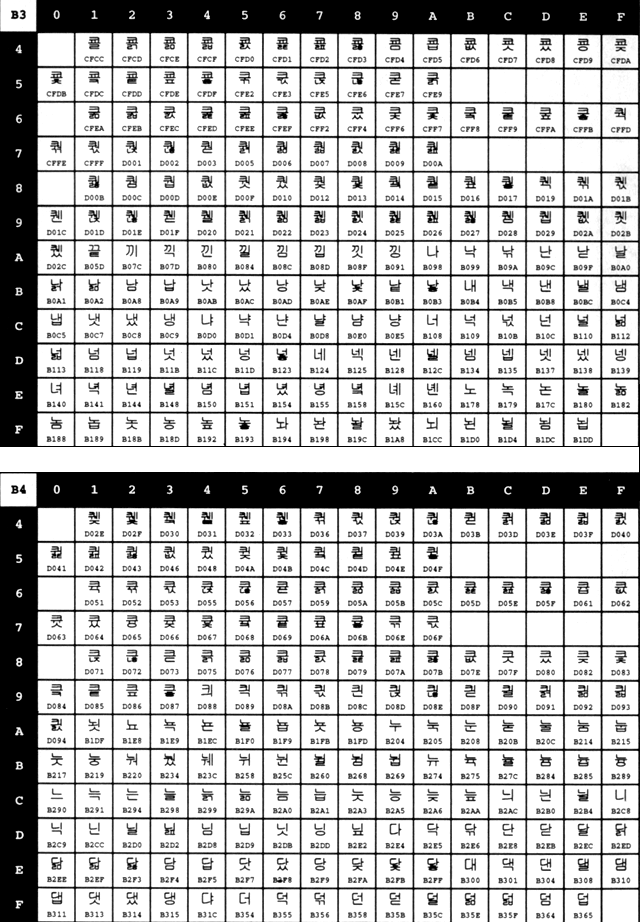 B3 0 1 2 3 4 5 6 7 8 9 A B C D E F
4 쿌 쿍 쿎 쿏 쿐 쿑 쿒 쿓 쿔 쿕 쿖 쿗 쿘 쿙 쿚
CFCC CFCD CFCE CFCF CFD0 CFD1 CFD2 CFD3 CFD4 CFD5 CFD6 CFD7 CFD8 CFD9 CFDA
5 쿛 쿜 쿝 쿞 쿟 쿢 쿣 쿥 쿦 쿧 쿩
CFDB CFDC CFDD CFDE CFDF CFE2 CFE3 CFE5 CFE6 CFE7 CFE9
6 쿪 쿫 쿬 쿭 쿮 쿯 쿲 쿴 쿶 쿷 쿸 쿹 쿺 쿻 쿽
CFEA CFEB CFEC CFED CFEE CFEF CFF2 CFF4 CFF6 CFF7 CFF8 CFF9 CFFA CFFB CFFD
7 쿾 쿿 퀁 퀂 퀃 퀅 퀆 퀇 퀈 퀉 퀊
CFFE CFFF D001 D002 D003 D005 D006 D007 D008 D009 D00A
8 퀋 퀌 퀍 퀎 퀏 퀐 퀒 퀓 퀔 퀕 퀖 퀗 퀙 퀚 퀛
D00B D00C D00D D00E D00F D010 D012 D013 D014 D015 D016 D017 D019 D01A D01B
9 퀜 퀝 퀞 퀟 퀠 퀡 퀢 퀣 퀤 퀥 퀦 퀧 퀨 퀩 퀪 퀫
D01C D01D D01E D01F D020 D021 D022 D023 D024 D025 D026 D027 D028 D029 D02A D02B
A 퀬 끝 끼 끽 낀 낄 낌 낍 낏 낑 나 낙 낚 난 낟 날
D02C B05D B07C B07D B080 B084 B08C B08D B08F B091 B098 B099 B09A B09C B09F B0A0
B 낡 낢 남 납 낫 났 낭 낮 낯 낱 낳 내 낵 낸 낼 냄
B0A1 B0A2 B0A8 B0A9 B0AB B0AC B0AD B0AE B0AF B0B1 B0B3 B0B4 B0B5 B0B8 B0BC B0C4
C 냅 냇 냈 냉 냐 냑 냔 냘 냠 냥 너 넉 넋 넌 널 넒
B0C5 B0C7 B0C8 B0C9 B0D0 B0D1 B0D4 B0D8 B0E0 B0E5 B108 B109 B10B B10C B110 B112
D 넓 넘 넙 넛 넜 넝 넣 네 넥 넨 넬 넴 넵 넷 넸 넹
B113 B118 B119 B11B B11C B11D B123 B124 B125 B128 B12C B134 B135 B137 B138 B139
E 녀 녁 년 녈 념 녑 녔 녕 녘 녜 녠 노 녹 논 놀 놂
B140 B141 B144 B148 B150 B151 B154 B155 B158 B15C B160 B178 B179 B17C B180 B182
F 놈 놉 놋 농 높 놓 놔 놘 놜 놨 뇌 뇐 뇔 뇜 뇝
B188 B189 B18B B18D B192 B193 B194 B198 B19C B1A8 B1CC B1D0 B1D4 B1DC B1DD
B4 0 1 2 3 4 5 6 7 8 9 A B C D E F
4 퀮 퀯 퀰 퀱 퀲 퀳 퀶 퀷 퀹 퀺 퀻 퀽 퀾 퀿 큀
D02E D02F D030 D031 D032 D033 D036 D037 D039 D03A D03B D03D D03E D03F D040
5 큁 큂 큃 큆 큈 큊 큋 큌 큍 큎 큏
D041 D042 D043 D046 D048 D04A D04B D04C D04D D04E D04F
6 큑 큒 큓 큕 큖 큗 큙 큚 큛 큜 큝 큞 큟 큡 큢
D051 D052 D053 D055 D056 D057 D059 D05A D05B D05C D05D D05E D05F D061 D062
7 큣 큤 큥 큦 큧 큨 큩 큪 큫 큮 큯
D063 D064 D065 D066 D067 D068 D069 D06A D06B D06E D06F
8 큱 큲 큳 큵 큶 큷 큸 큹 큺 큻 큾 큿 킀 킂 킃
D071 D072 D073 D075 D076 D077 D078 D079 D07A D07B D07E D07F D080 D082 D083
9 킄 킅 킆 킇 킈 킉 킊 킋 킌 킍 킎 킏 킐 킑 킒 킓
D084 D085 D086 D087 D088 D089 D08A D08B D08C D08D D08E D08F D090 D091 D092 D093
A 킔 뇟 뇨 뇩 뇬 뇰 뇹 뇻 뇽 누 눅 눈 눋 눌 눔 눕
D094 B1DF B1E8 B1E9 B1EC B1F0 B1F9 B1FB B1FD B204 B205 B208 B20B B20C B214 B215
B 눗 눙 눠 눴 눼 뉘 뉜 뉠 뉨 뉩 뉴 뉵 뉼 늄 늅 늉
B217 B219 B220 B234 B23C B258 B25C B260 B268 B269 B274 B275 B27C B284 B285 B289
C 느 늑 는 늘 늙 늚 늠 늡 늣 능 늦 늪 늬 늰 늴 니
B290 B291 B294 B298 B299 B29A B2A0 B2A1 B2A3 B2A5 B2A6 B2AA B2AC B2B0 B2B4 B2C8
D 닉 닌 닐 닒 님 닙 닛 닝 닢 다 닥 닦 단 닫 달 닭
B2C9 B2CC B2D0 B2D2 B2D8 B2D9 B2DB B2DD B2E2 B2E4 B2E5 B2E6 B2E8 B2EB B2EC B2ED
E 닮 닯 닳 담 답 닷 닸 당 닺 닻 닿 대 댁 댄 댈 댐
B2EE B2EF B2F3 B2F4 B2F5 B2F7 B2F8 B2F9 B2FA B2FB B2FF B300 B301 B304 B308 B310
F 댑 댓 댔 댕 댜 더 덕 덖 던 덛 덜 덞 덟 덤 덥
B311 B313 B314 B315 B31C B354 B355 B356 B358 B35B B35C B35E B35F B364 B365